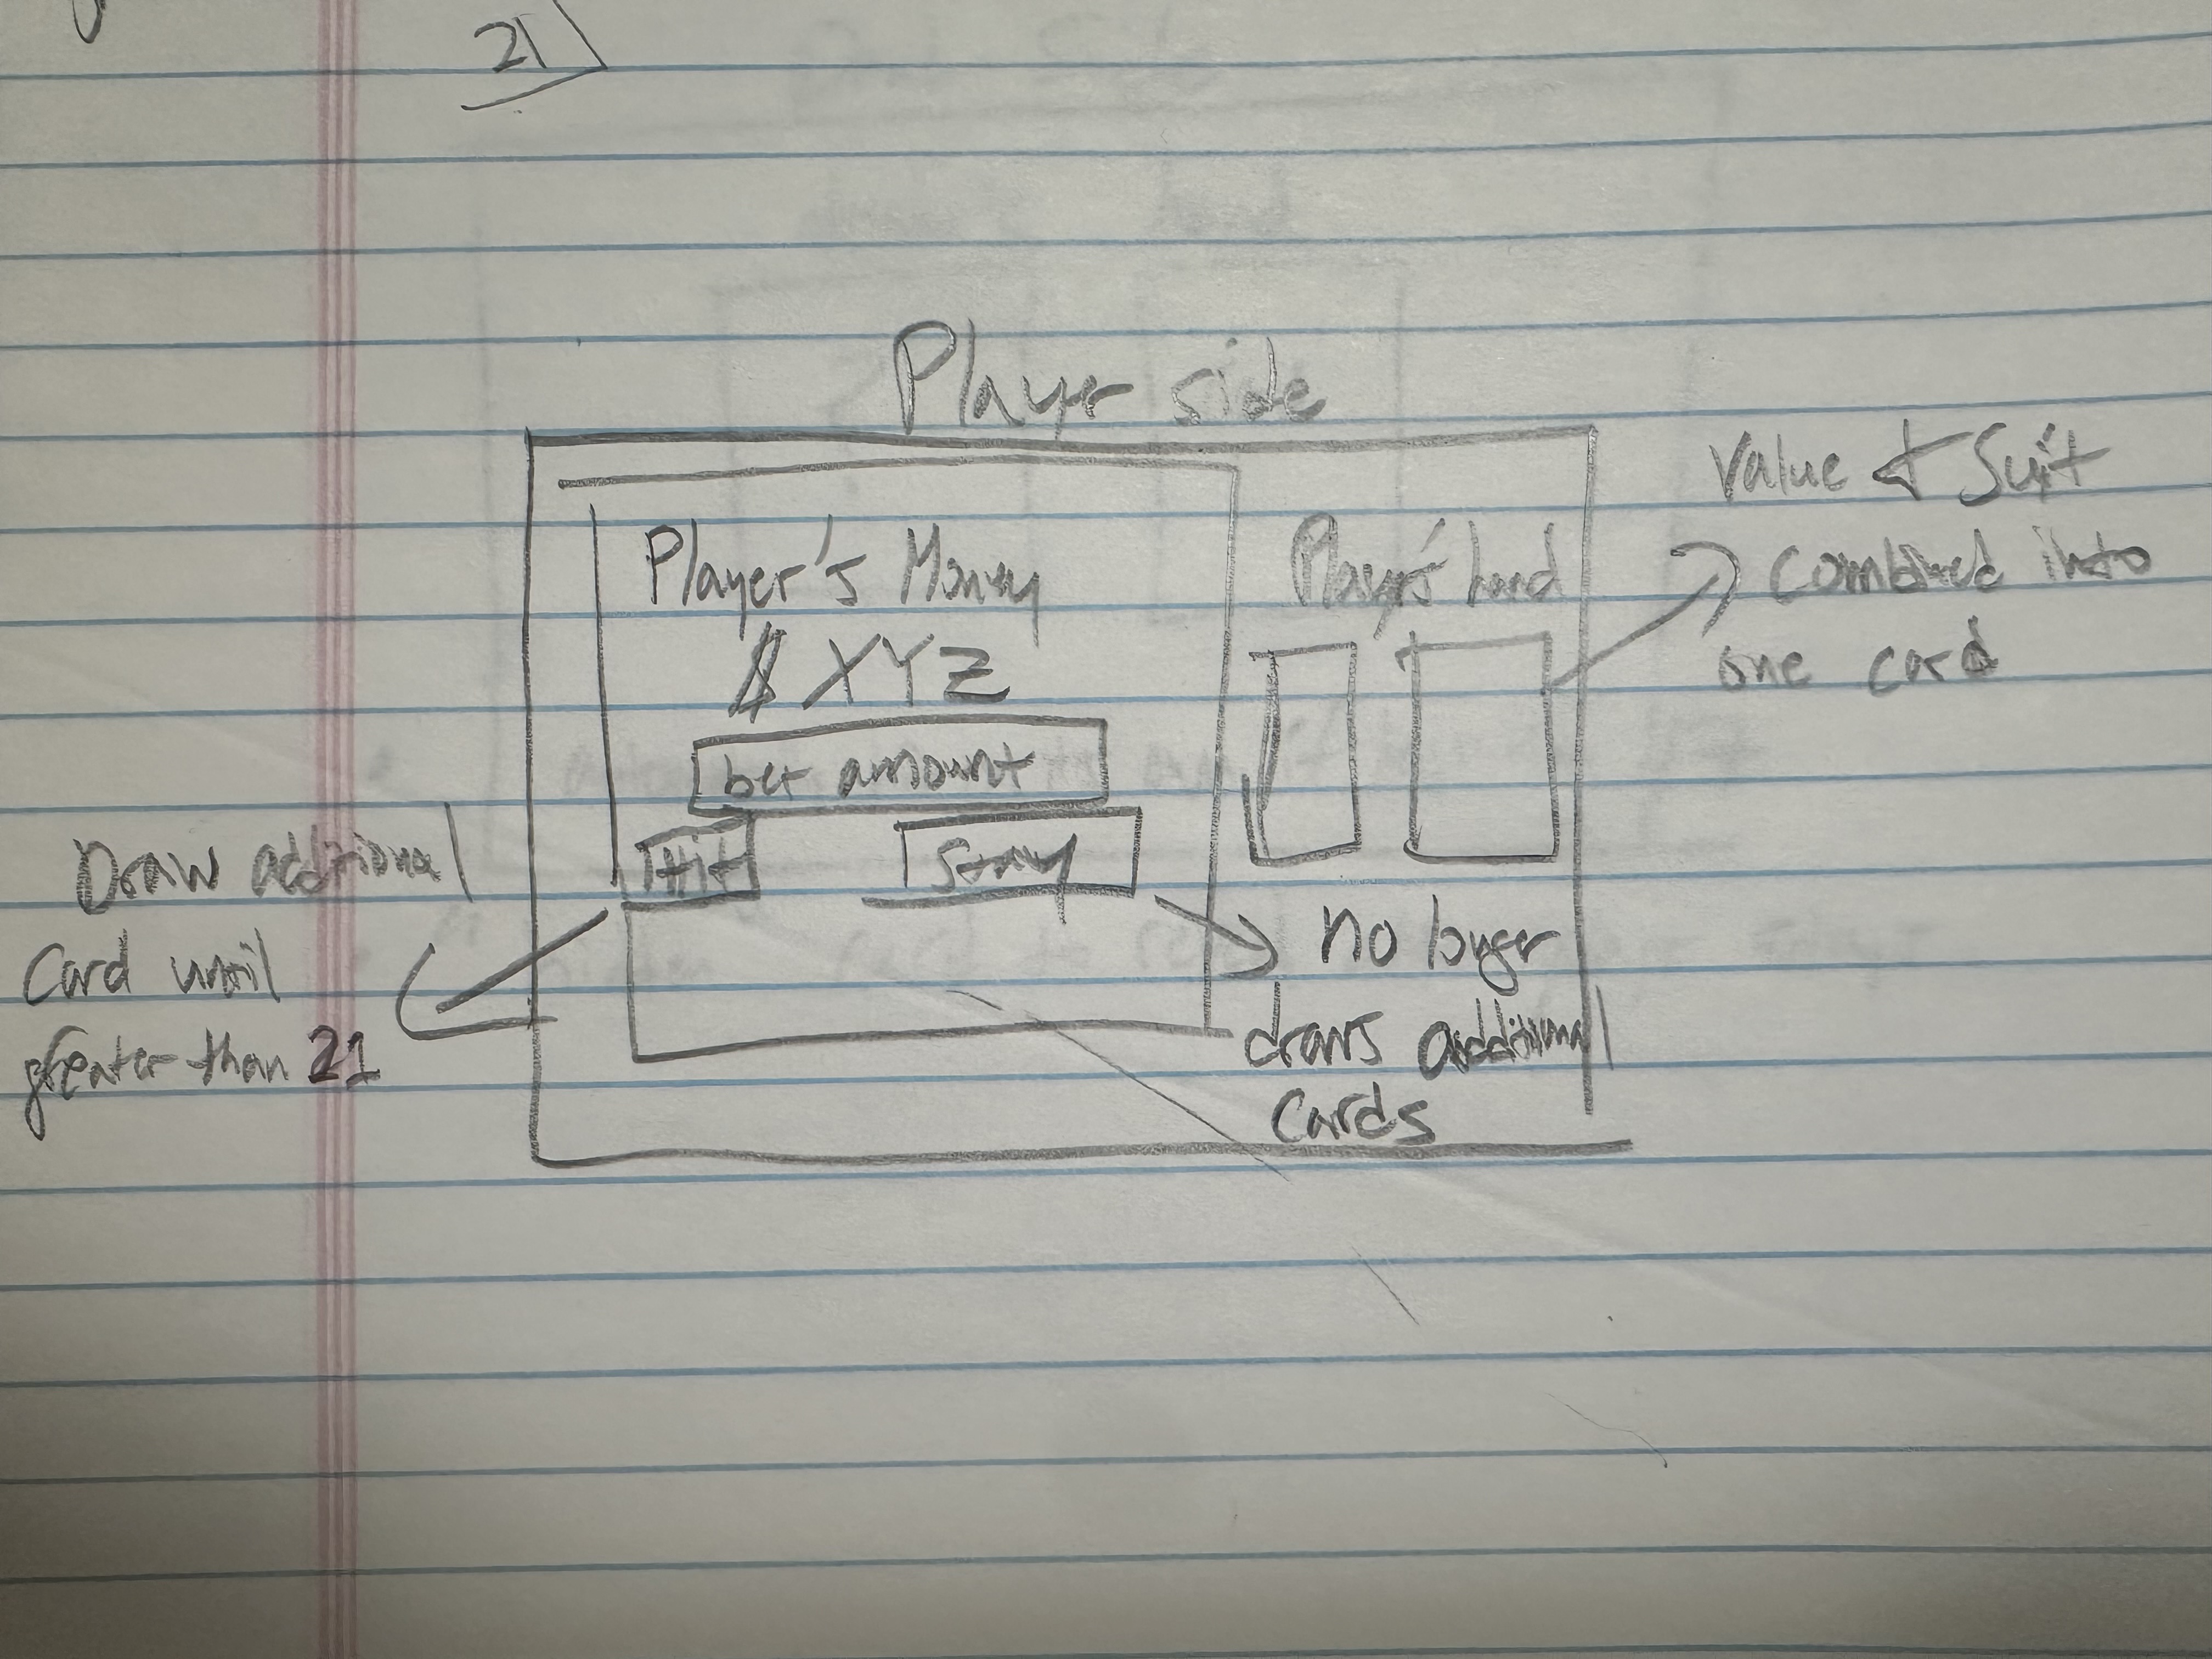 21
Player side
Value & Suit
combined into
one card
Player's Money
$ XYZ
bet amount
Hit
Stay
Player's hand
Draw additional
Card until
greater than 21
no longer
draws additional
Cards